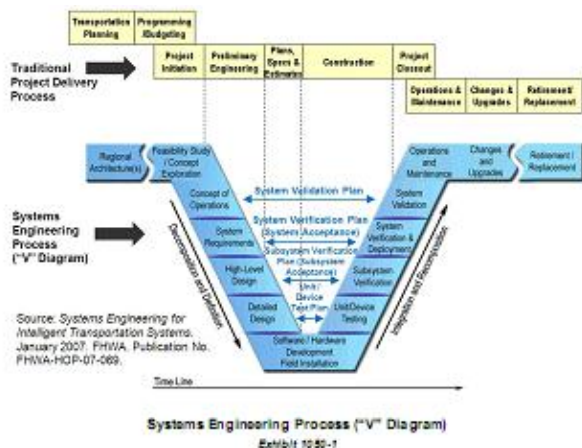 Transportation
Planning
Programming
/Budgeting
Traditional
Project Delivery
Process
Project
Initiation
Preliminary
Engineering
Plans,
Specs &
Estimates
Construction
Project
Closeout
Operations &
Maintenance
Changes &
Upgrades
Retirement/
Replacement
Regional
Architecture(s)
Feasibility Study
/ Concept
Exploration
Operations
and
Maintenance
Changes
and
Upgrades
Retirement /
Replacement
Concept of
Operations
System Validation Plan
System
Validation
Systems
Engineering
Process
("V" Diagram)
System
Requirements
System Verification Plan
(System Acceptance)
System
Verification &
Deployment
High-Level
Design
Subsystem Verification
Plan (Subsystem
Acceptance)
Subsystem
Verification
Detailed
Design
Unit /
Device
Test Plan
Unit/Device
Testing
Software / Hardware
Development
Field Installation
Decomposition and Definition
Integration and Recomposition
Source: Systems Engineering for
Intelligent Transportation Systems.
January 2007. FHWA. Publication No.
FHWA-HOP-07-069.
Time Line
Systems Engineering Process ("V" Diagram)
Exhibit 1050-1